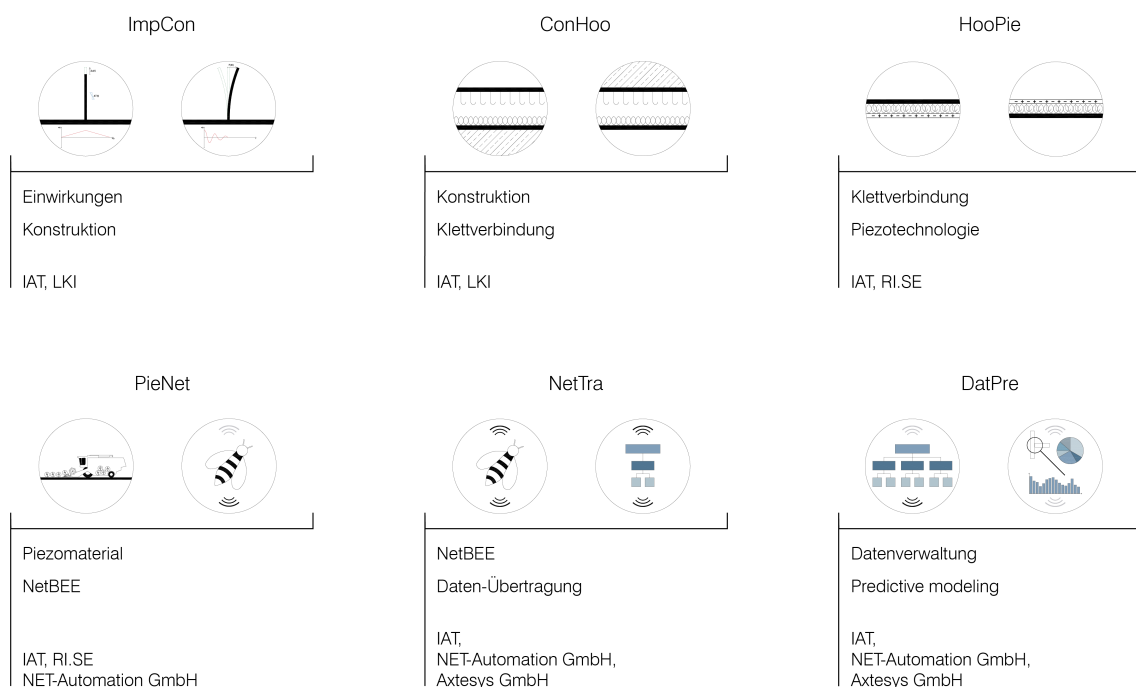 ImpCon
ConHoo
HooPie
Einwirkungen
Konstruktion
IAT, LKI
Konstruktion
Klettverbindung
IAT, LKI
Klettverbindung
Piezotechnologie
IAT, RI.SE
PieNet
NetTra
DatPre
Piezomaterial
NetBEE
IAT, RI.SE
NET-Automation GmbH
NetBEE
Daten-Übertragung
IAT,
NET-Automation GmbH,
Axtesys GmbH
Datenverwaltung
Predictive modeling
IAT,
NET-Automation GmbH,
Axtesys GmbH